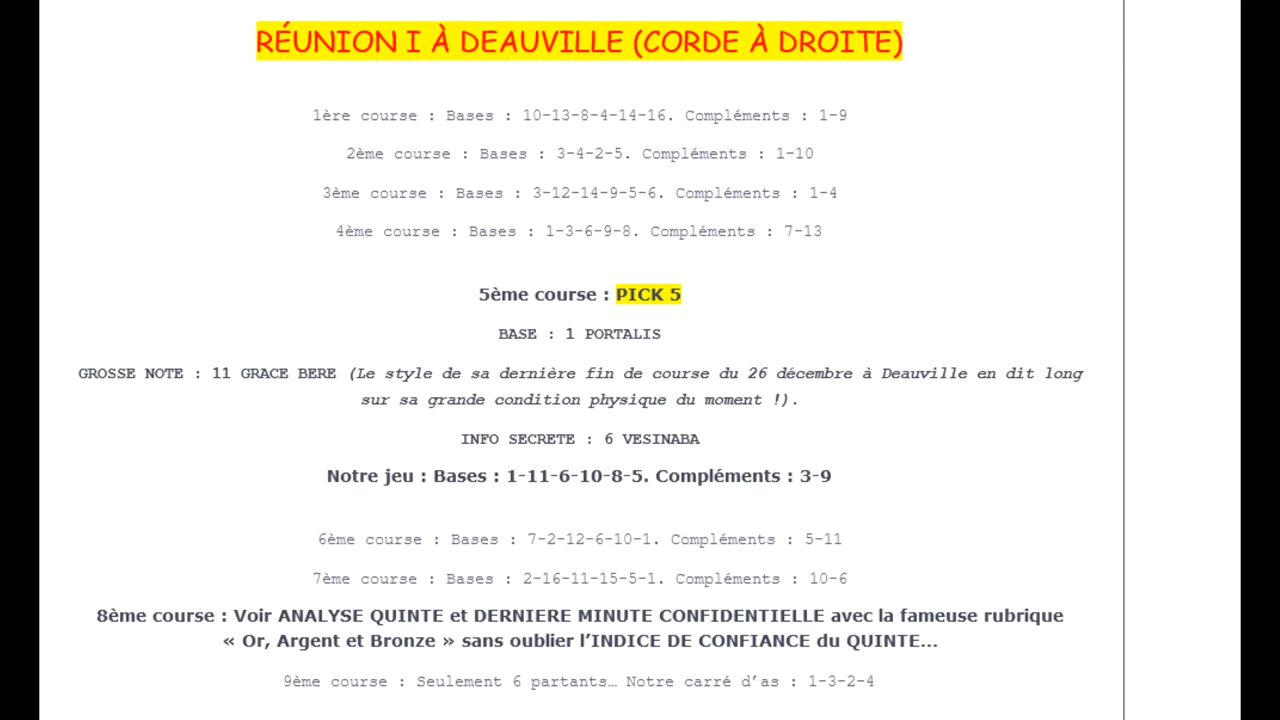 RÉUNION I À DEAUVILLE (CORDE À DROITE)
1ère course : Bases : 10-13-8-4-14-16. Compléments : 1-9
2ème course : Bases : 3-4-2-5. Compléments : 1-10
3ème course : Bases : 3-12-14-9-5-6. Compléments : 1-4
4ème course : Bases : 1-3-6-9-8. Compléments : 7-13
5ème course : PICK 5
BASE : 1 PORTALIS
GROSSE NOTE : 11 GRACE BERE (Le style de sa dernière fin de course du 26 décembre à Deauville en dit long
sur sa grande condition physique du moment !).
INFO SECRETE : 6 VESINABA
Notre jeu : Bases : 1-11-6-10-8-5. Compléments : 3-9
6ème course : Bases : 7-2-12-6-10-1. Compléments : 5-11
7ème course : Bases : 2-16-11-15-5-1. Compléments : 10-6
8ème course : Voir ANALYSE QUINTE et DERNIERE MINUTE CONFIDENTIELLE avec la fameuse rubrique
« Or, Argent et Bronze » sans oublier l’INDICE DE CONFIANCE du QUINTE…
9ème course : Seulement 6 partants… Notre carré d’as : 1-3-2-4